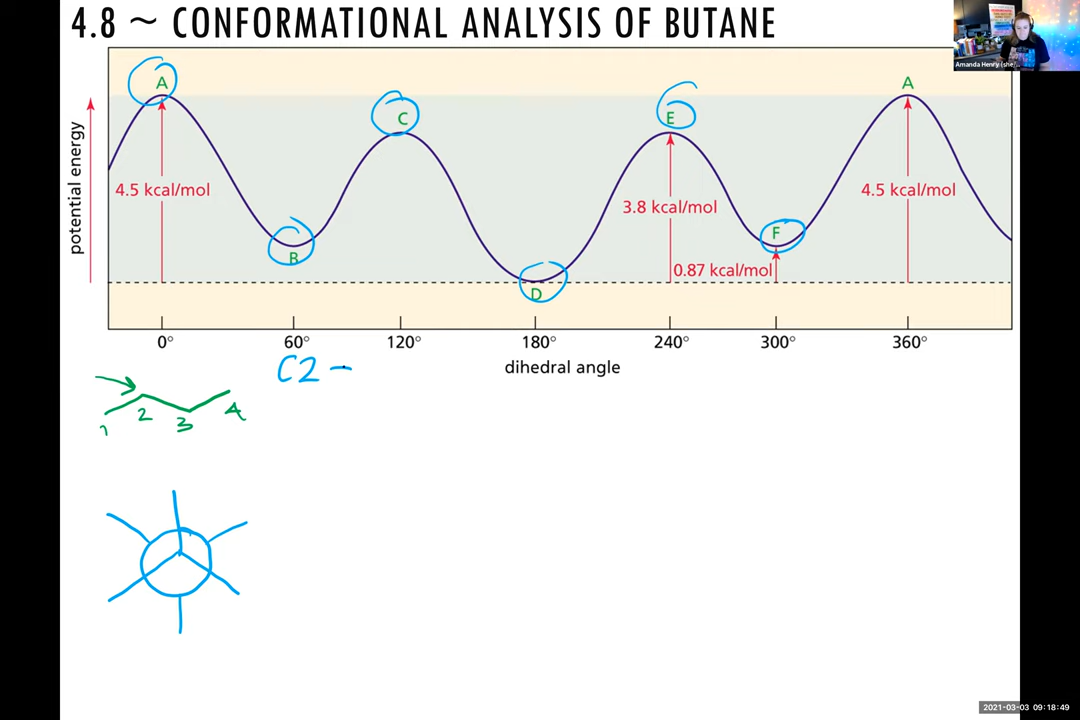 4.8 ~ CONFORMATIONAL ANALYSIS OF BUTANE
Amanda Henry (she/
A
C
E
A
potential energy
4.5 kcal/mol
3.8 kcal/mol
4.5 kcal/mol
B
F
0.87 kcal/mol
D
0°
60°
120°
180°
240°
300°
360°
dihedral angle
C2 -
1
2
3
4
2021-03-03 09:18:49